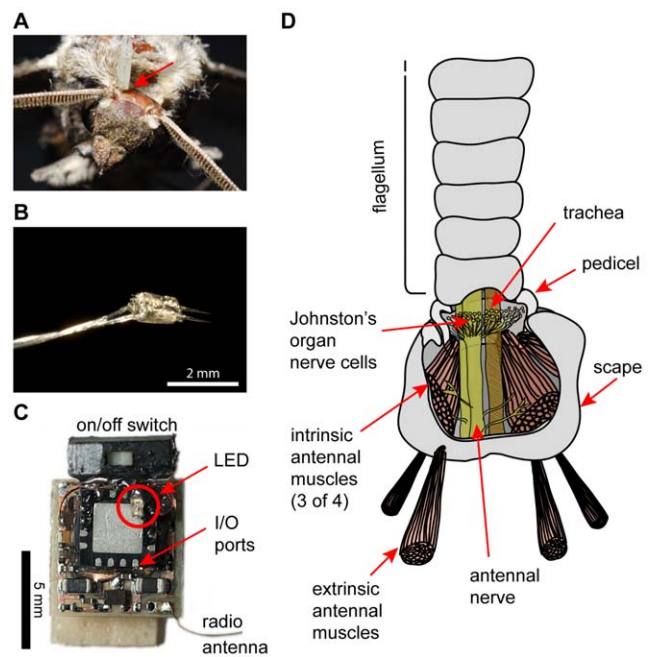 A
B
2 mm
C
on/off switch
LED
I/O
ports
5 mm
radio
antenna
D
flagellum
trachea
pedicel
Johnston's
organ
nerve cells
scape
intrinsic
antennal
muscles
(3 of 4)
extrinsic
antennal
muscles
antennal
nerve